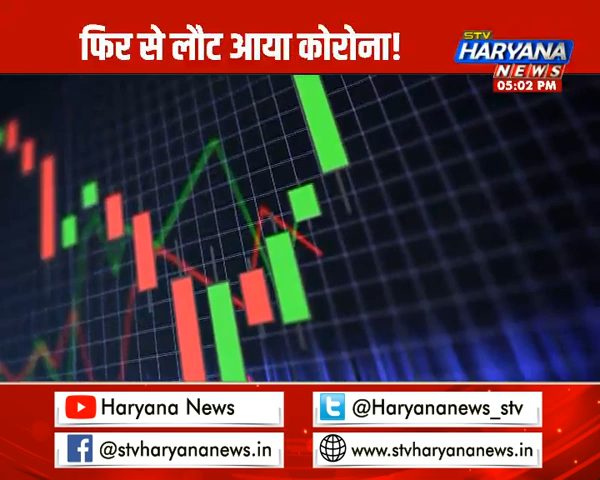 फिर से लौट आया कोरोना!
STV
HARYANA
NEWS
05:02 PM
Haryana News
@Haryananews_stv
@stvharyananews.in
www.stvharyananews.in